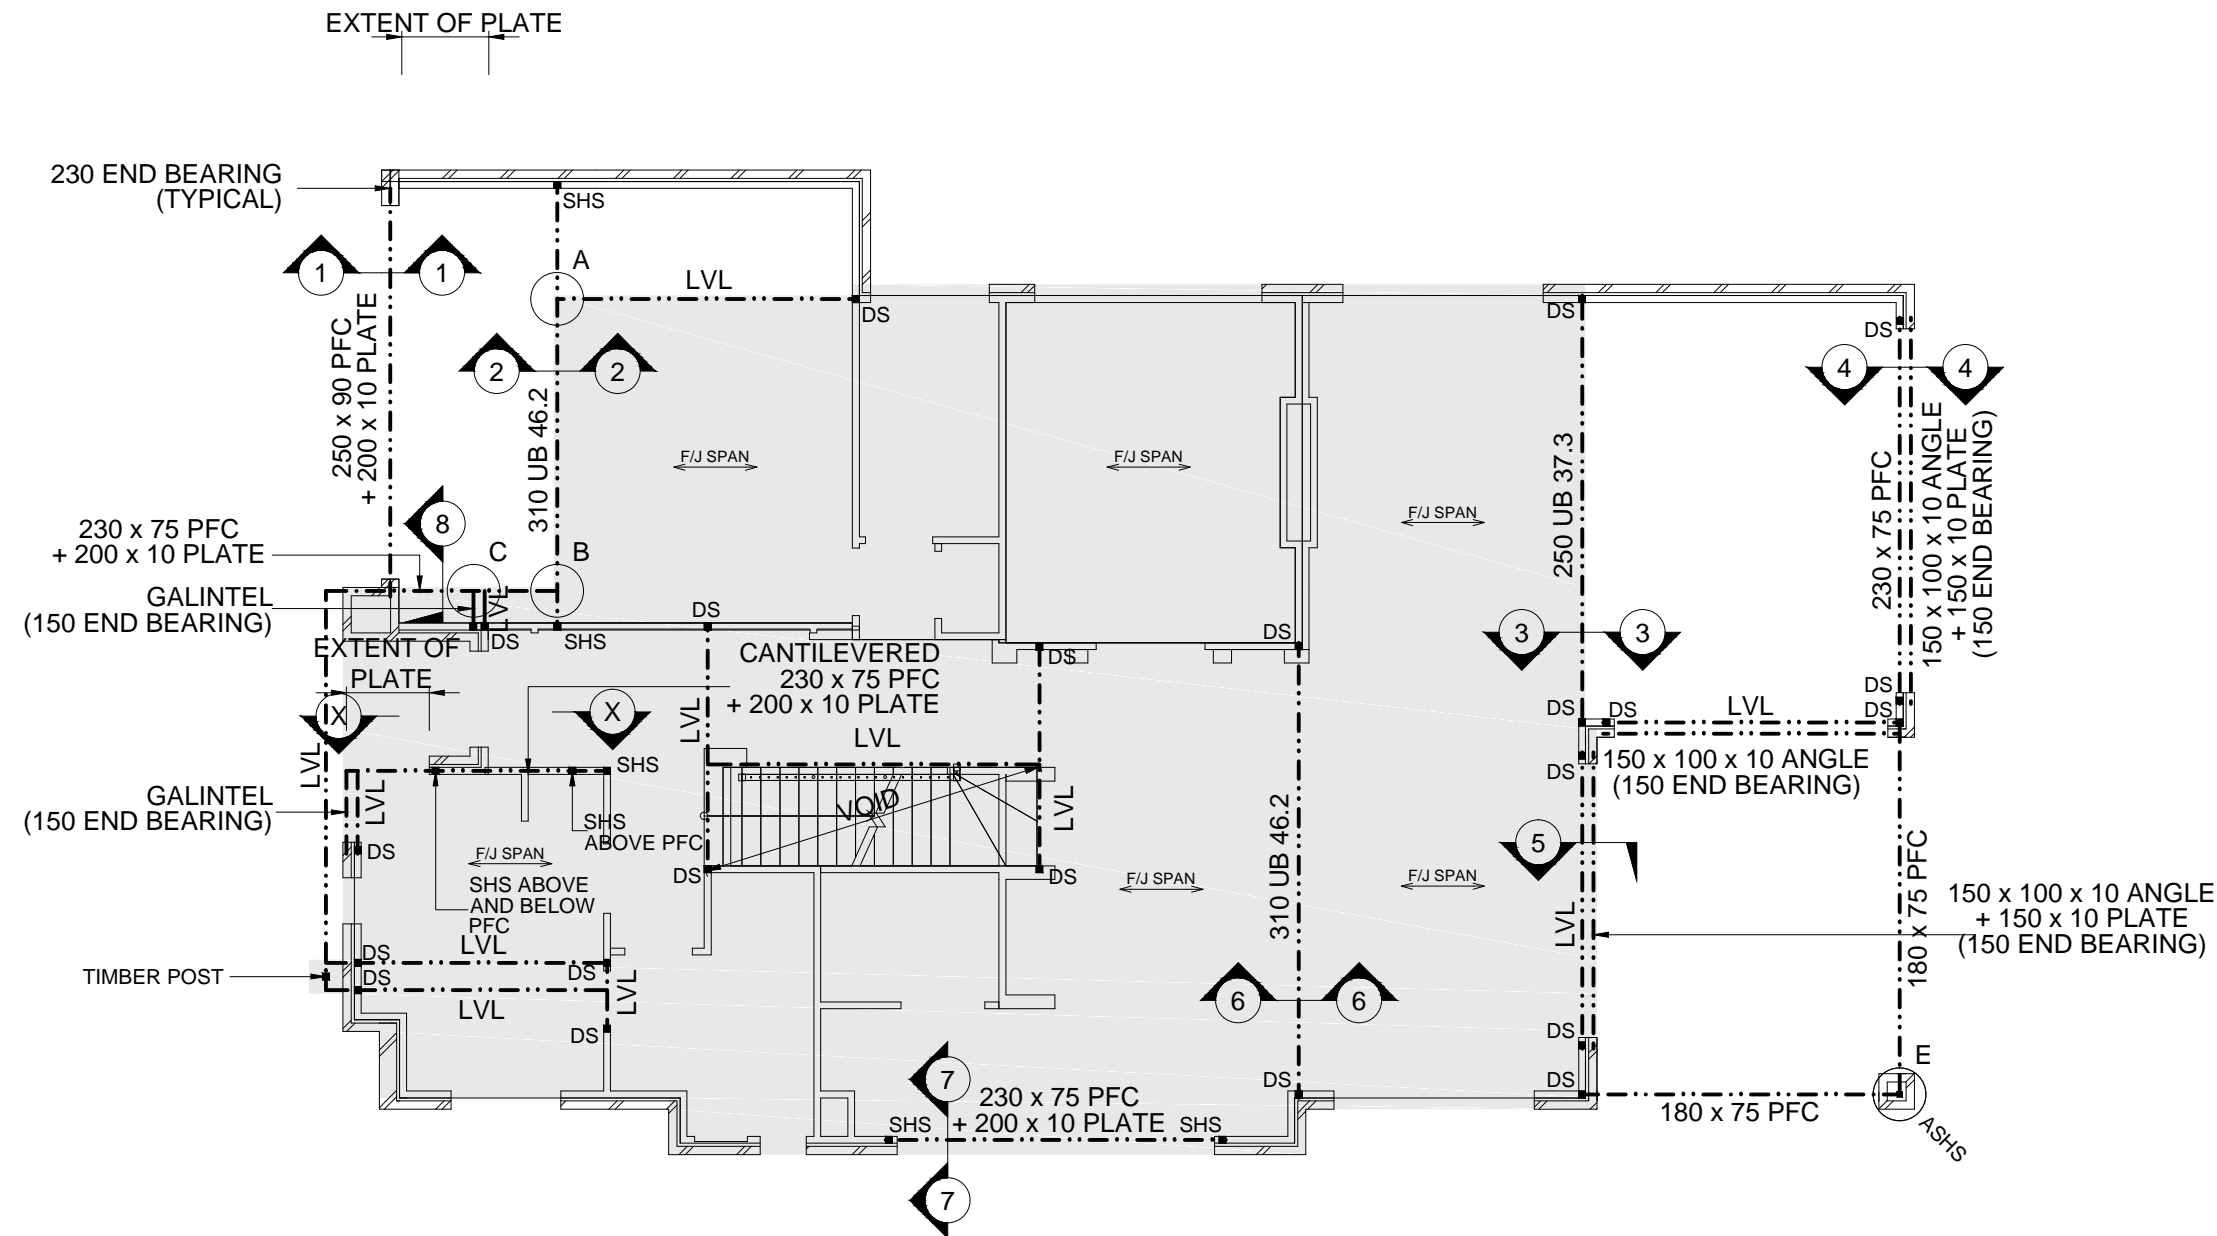 EXTENT OF PLATE
230 END BEARING
(TYPICAL)
SHS
1
1
A
LVL
DS
DS
DS
250 x 90 PFC
+ 200 x 10 PLATE
2
2
4
4
310 UB 46.2
F/J SPAN
F/J SPAN
F/J SPAN
250 UB 37.3
230 x 75 PFC
150 x 100 x 10 ANGLE
+ 150 x 10 PLATE
(150 END BEARING)
8
230 x 75 PFC
+ 200 x 10 PLATE
C
B
GALINTEL
(150 END BEARING)
LVL
DS
SHS
DS
DS
3
3
EXTENT OF
PLATE
CANTILEVERED
230 x 75 PFC
+ 200 x 10 PLATE
DS
DS
DS
DS
DS
LVL
X
X
LVL
LVL
LVL
150 x 100 x 10 ANGLE
(150 END BEARING)
SHS
DS
GALINTEL
(150 END BEARING)
LVL
VOID
LVL
SHS
ABOVE PFC
DS
F/J SPAN
DS
DS
F/J SPAN
F/J SPAN
310 UB 46.2
5
SHS ABOVE
AND BELOW
PFC
LVL
180 x 75 PFC
150 x 100 x 10 ANGLE
+ 150 x 10 PLATE
(150 END BEARING)
LVL
DS
DS
DS
TIMBER POST
LVL
LVL
6
6
DS
DS
7
E
DS
DS
230 x 75 PFC
+ 200 x 10 PLATE
SHS
SHS
180 x 75 PFC
ASHS
7